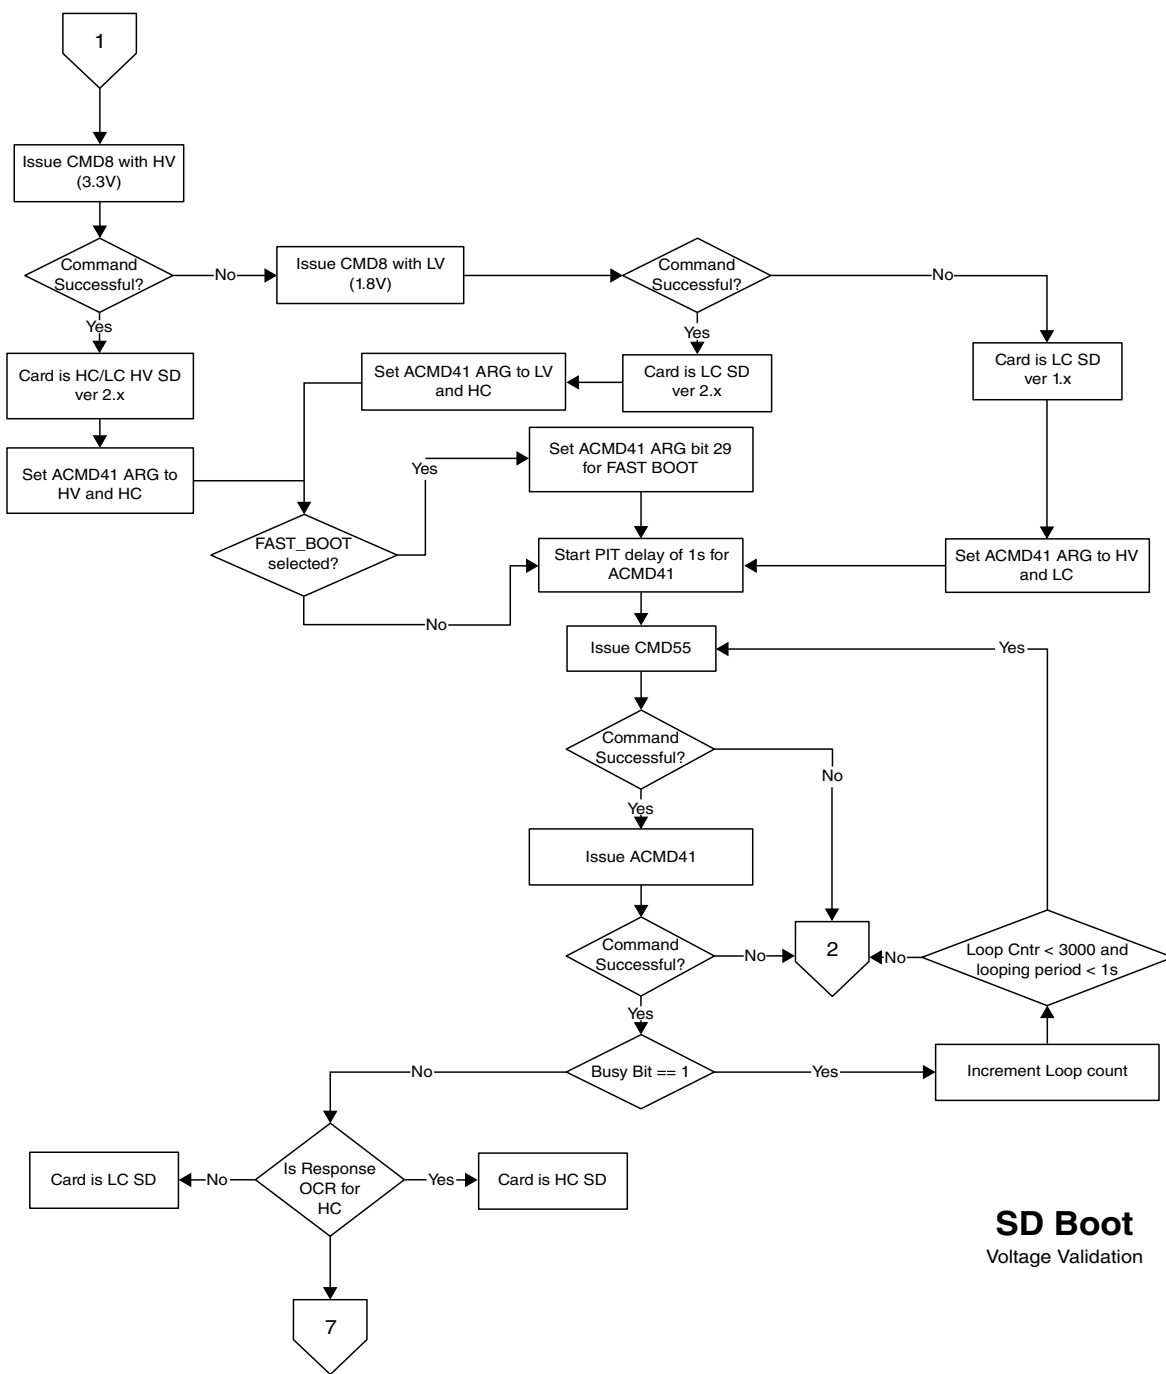 1
Issue CMD8 with HV
(3.3V)
Command
Successful?
No
Issue CMD8 with LV
(1.8V)
Command
Successful?
No
Yes
Yes
Card is HC/LC HV SD
ver 2.x
Set ACMD41 ARG to LV
and HC
Card is LC SD
ver 2.x
Card is LC SD
ver 1.x
Set ACMD41 ARG to
HV and HC
Yes
Set ACMD41 ARG bit 29
for FAST BOOT
FAST_BOOT
selected?
Start PIT delay of 1s for
ACMD41
Set ACMD41 ARG to HV
and LC
No
Issue CMD55
Yes
Command
Successful?
No
Yes
Issue ACMD41
Command
Successful?
No
2
No
Loop Cntr < 3000 and
looping period < 1s
Yes
No
Busy Bit == 1
Yes
Increment Loop count
Card is LC SD
No
Is Response
OCR for
HC
Yes
Card is HC SD
SD Boot
Voltage Validation
7